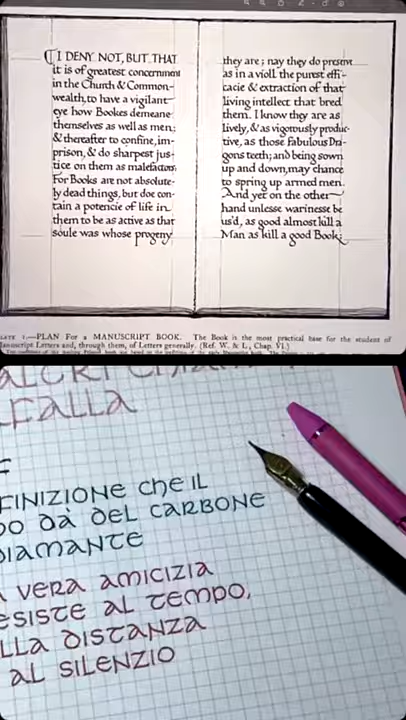 ¶I DENY NOT, BUT THAT
it is of greatest concernment
in the Church & Common-
wealth, to have a vigilant
eye how Bookes demeane
themselves as well as men;
& thereafter to confine, im-
prison, & do sharpest jus-
tice on them as malefactors:
For Books are not absolute-
ly dead things, but doe con-
tain a potencie of life in
them to be as active as that
soule was whose progeny
they are; nay they do preserve
as in a violl the purest effi-
cacie & extraction of that
living intellect that bred
them. I know they are as
lively, & as vigorously produc-
tive, as those fabulous Dra-
gons teeth; and being sown
up and down, may chance
to spring up armed men.
And yet on the other
hand unlesse warinesse be
us'd, as good almost kill a
Man as kill a good Book;
PLAN For a MANUSCRIPT BOOK. The Book is the most practical base for the student of
Manuscript Letters and, through them, of Letters generally. (Ref. W. & L, Chap. VI.)
FALLA
FINIZIONE che IL
DO DÀ DEL CARBONE
DIAMANTE
VERA AMICIZIA
ESISTE AL TEMPO,
LLA DISTANZA
AL SILENZIO